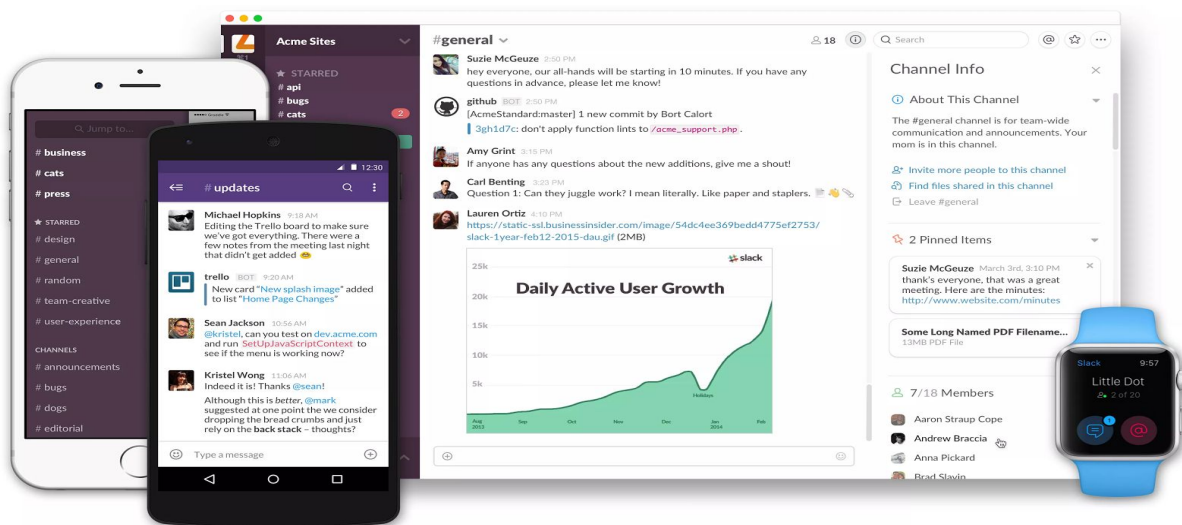 Q Jump to...
# business
# cats
# press
★ STARRED
# design
# general
# random
# team-creative
# user-experience
CHANNELS
# announcements
# bugs
# dogs
# editorial
12:30
# updates
Michael Hopkins 9:18 AM
Editing the Trello board to make sure
we've got everything. There were a
few notes from the meeting last night
that didn't get added 😊
trello BOT 9:20 AM
New card "New splash image" added
to list "Home Page Changes"
Sean Jackson 10:56 AM
@kristel, can you test on dev.acme.com
and run SetUpJavaScriptContext to
see if the menu is working now?
Kristel Wong 11:06 AM
Indeed it is! Thanks @sean!
Although this is better, @mark
suggested at one point the we consider
dropping the bread crumbs and just
rely on the back stack – thoughts?
Type a message
Acme Sites
★ STARRED
# api
# bugs
# cats
2
#general
18
Search
Suzie McGeuze 2:50 PM
hey everyone, our all-hands will be starting in 10 minutes. If you have any
questions in advance, please let me know!
github BOT 2:50 PM
[AcmeStandard:master] 1 new commit by Bort Calort
3gh1d7c: don't apply function lints to /acme_support.php.
Amy Grint 3:15 PM
If anyone has any questions about the new additions, give me a shout!
Carl Benting 3:23 PM
Question 1: Can they juggle work? I mean literally. Like paper and staplers. 📄 👋 📎
Lauren Ortiz 4:10 PM
https://static-ssl.businessinsider.com/image/54dc4ee369bedd4775ef2753/
slack-1year-feb12-2015-dau.gif (2MB)
slack
Daily Active User Growth
25k
20k
15k
10k
5k
Holidays
Aug
2013
Sep
Oct
Nov
Dec
Jan
2014
Feb
Channel Info
About This Channel
The #general channel is for team-wide
communication and announcements. Your
mom is in this channel.
Invite more people to this channel
Find files shared in this channel
Leave #general
2 Pinned Items
Suzie McGeuze March 3rd, 3:10 PM
thank's everyone, that was a great
meeting. Here are the minutes:
http://www.website.com/minutes
Some Long Named PDF Filename...
13MB PDF File
7/18 Members
Aaron Straup Cope
Andrew Braccia
Anna Pickard
Brad Slavin
Slack 9:57
Little Dot
2 of 20
1